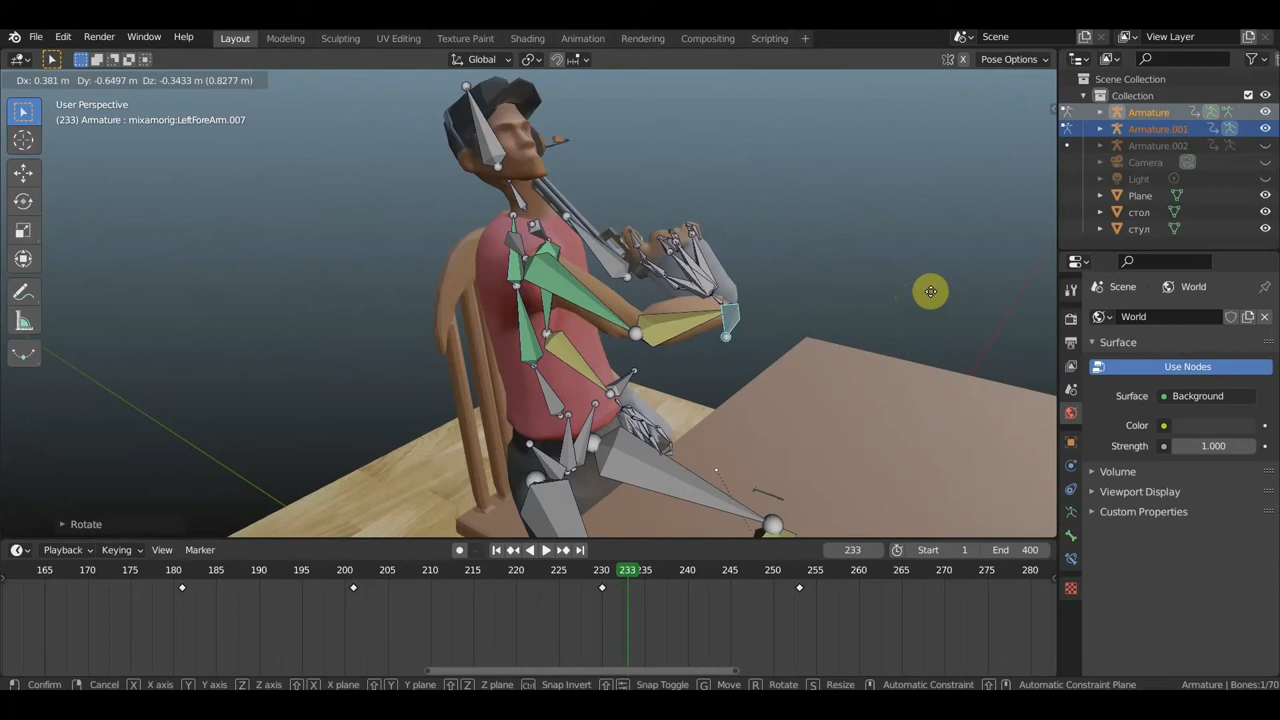 File Edit Render Window Help Layout Modeling Sculpting UV Editing Texture Paint Shading Animation Rendering Compositing Scripting + Scene View Layer
Global X Pose Options
Dx: 0.381 m Dy: -0.6497 m Dz: -0.3433 m (0.8277 m)
User Perspective
(233) Armature : mixamorig:LeftForeArm.007
Scene Collection
Collection
Armature
Armature.001
Armature.002
Camera
Light
Plane
стол
стул
Scene World
World
Surface
Use Nodes
Surface Background
Color
Strength 1.000
Volume
Viewport Display
Custom Properties
Rotate
Playback Keying View Marker 233 Start 1 End 400
165 175 180 185 190 195 200 205 210 215 220 225 230 233 235 240 245 250 255 260 265 270 275 280
Confirm Cancel X X axis Y Y axis Z Z axis X X plane Y Y plane Z Z plane Ctrl Snap Invert Snap Toggle G Move R Rotate S Resize Automatic Constraint Automatic Constraint Plane Armature | Bones:1/70